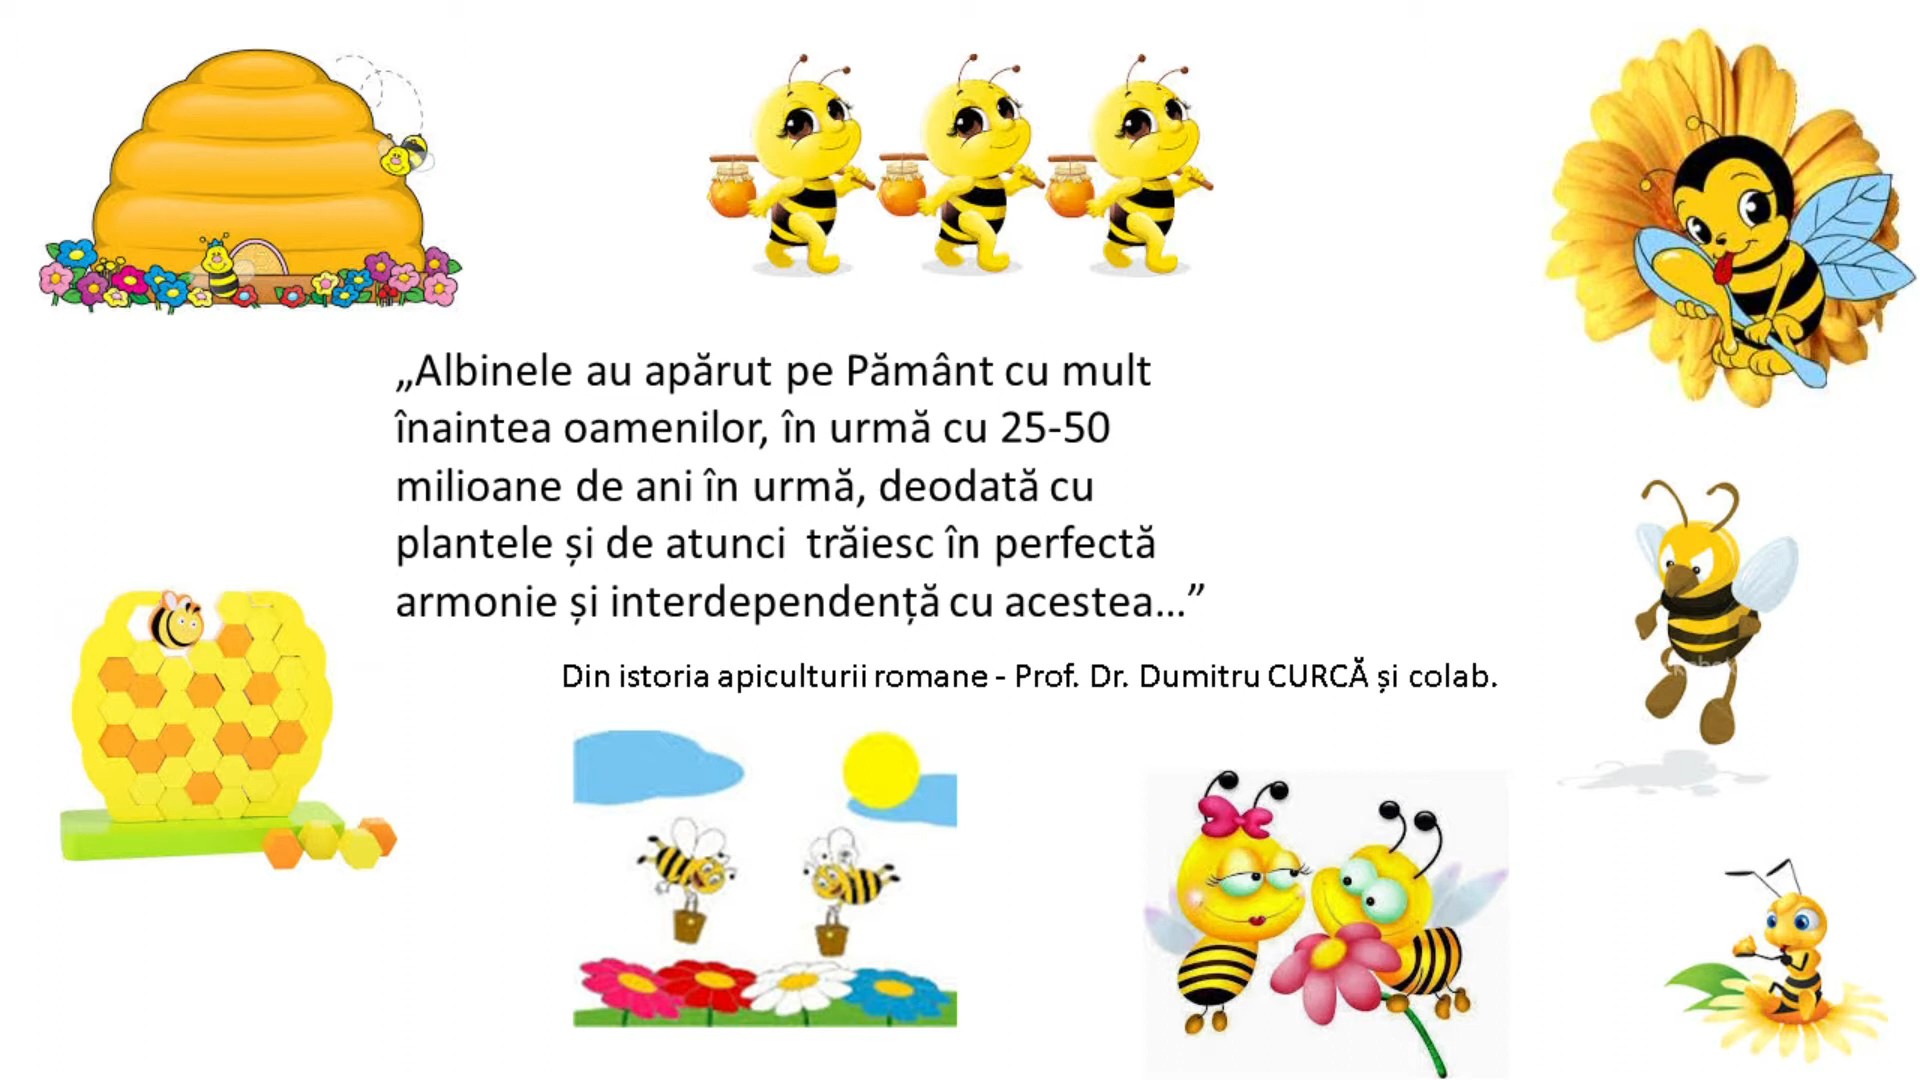 „Albinele au apărut pe Pământ cu mult
înaintea oamenilor, în urmă cu 25-50
milioane de ani în urmă, deodată cu
plantele și de atunci trăiesc în perfectă
armonie și interdependență cu acestea...”
Din istoria apiculturii romane - Prof. Dr. Dumitru CURCĂ și colab.